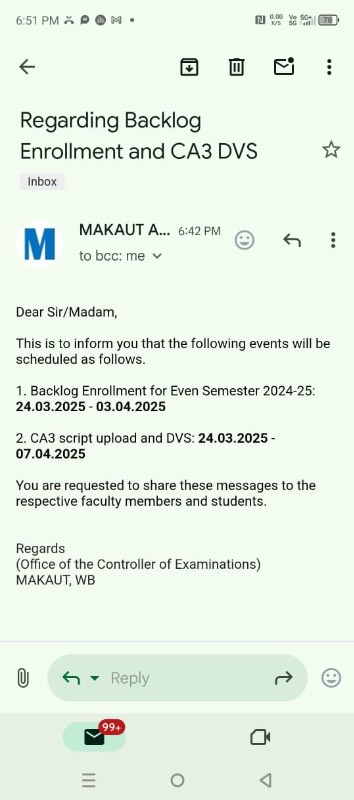 6:51 PM
0.00 K/S Vo 5G 5G+ 78
Regarding Backlog
Enrollment and CA3 DVS
Inbox
M
MAKAUT A... 6:42 PM
to bcc: me
Dear Sir/Madam,
This is to inform you that the following events will be
scheduled as follows.
1. Backlog Enrollment for Even Semester 2024-25:
24.03.2025 - 03.04.2025
2. CA3 script upload and DVS: 24.03.2025 -
07.04.2025
You are requested to share these messages to the
respective faculty members and students.
Regards
(Office of the Controller of Examinations)
MAKAUT, WB
Reply
99+